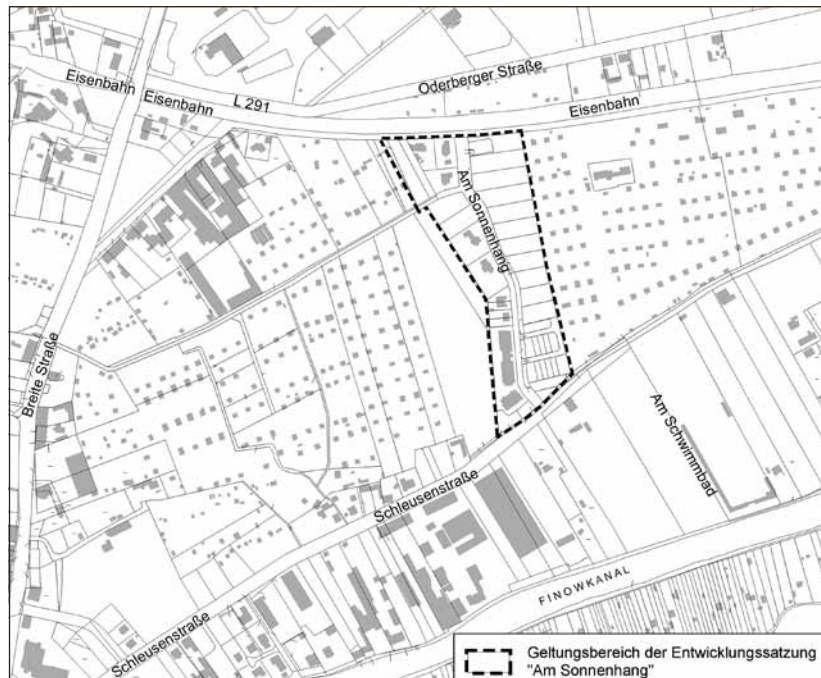 Oderberger Straße
Eisenbahn
Eisenbahn
L 291
Eisenbahn
Am Sonnenhang
Breite Straße
Am Schwimmbad
Schleusenstraße
FINOWKANAL
Schleusenstraße
Geltungsbereich der Entwicklungssatzung
"Am Sonnenhang"